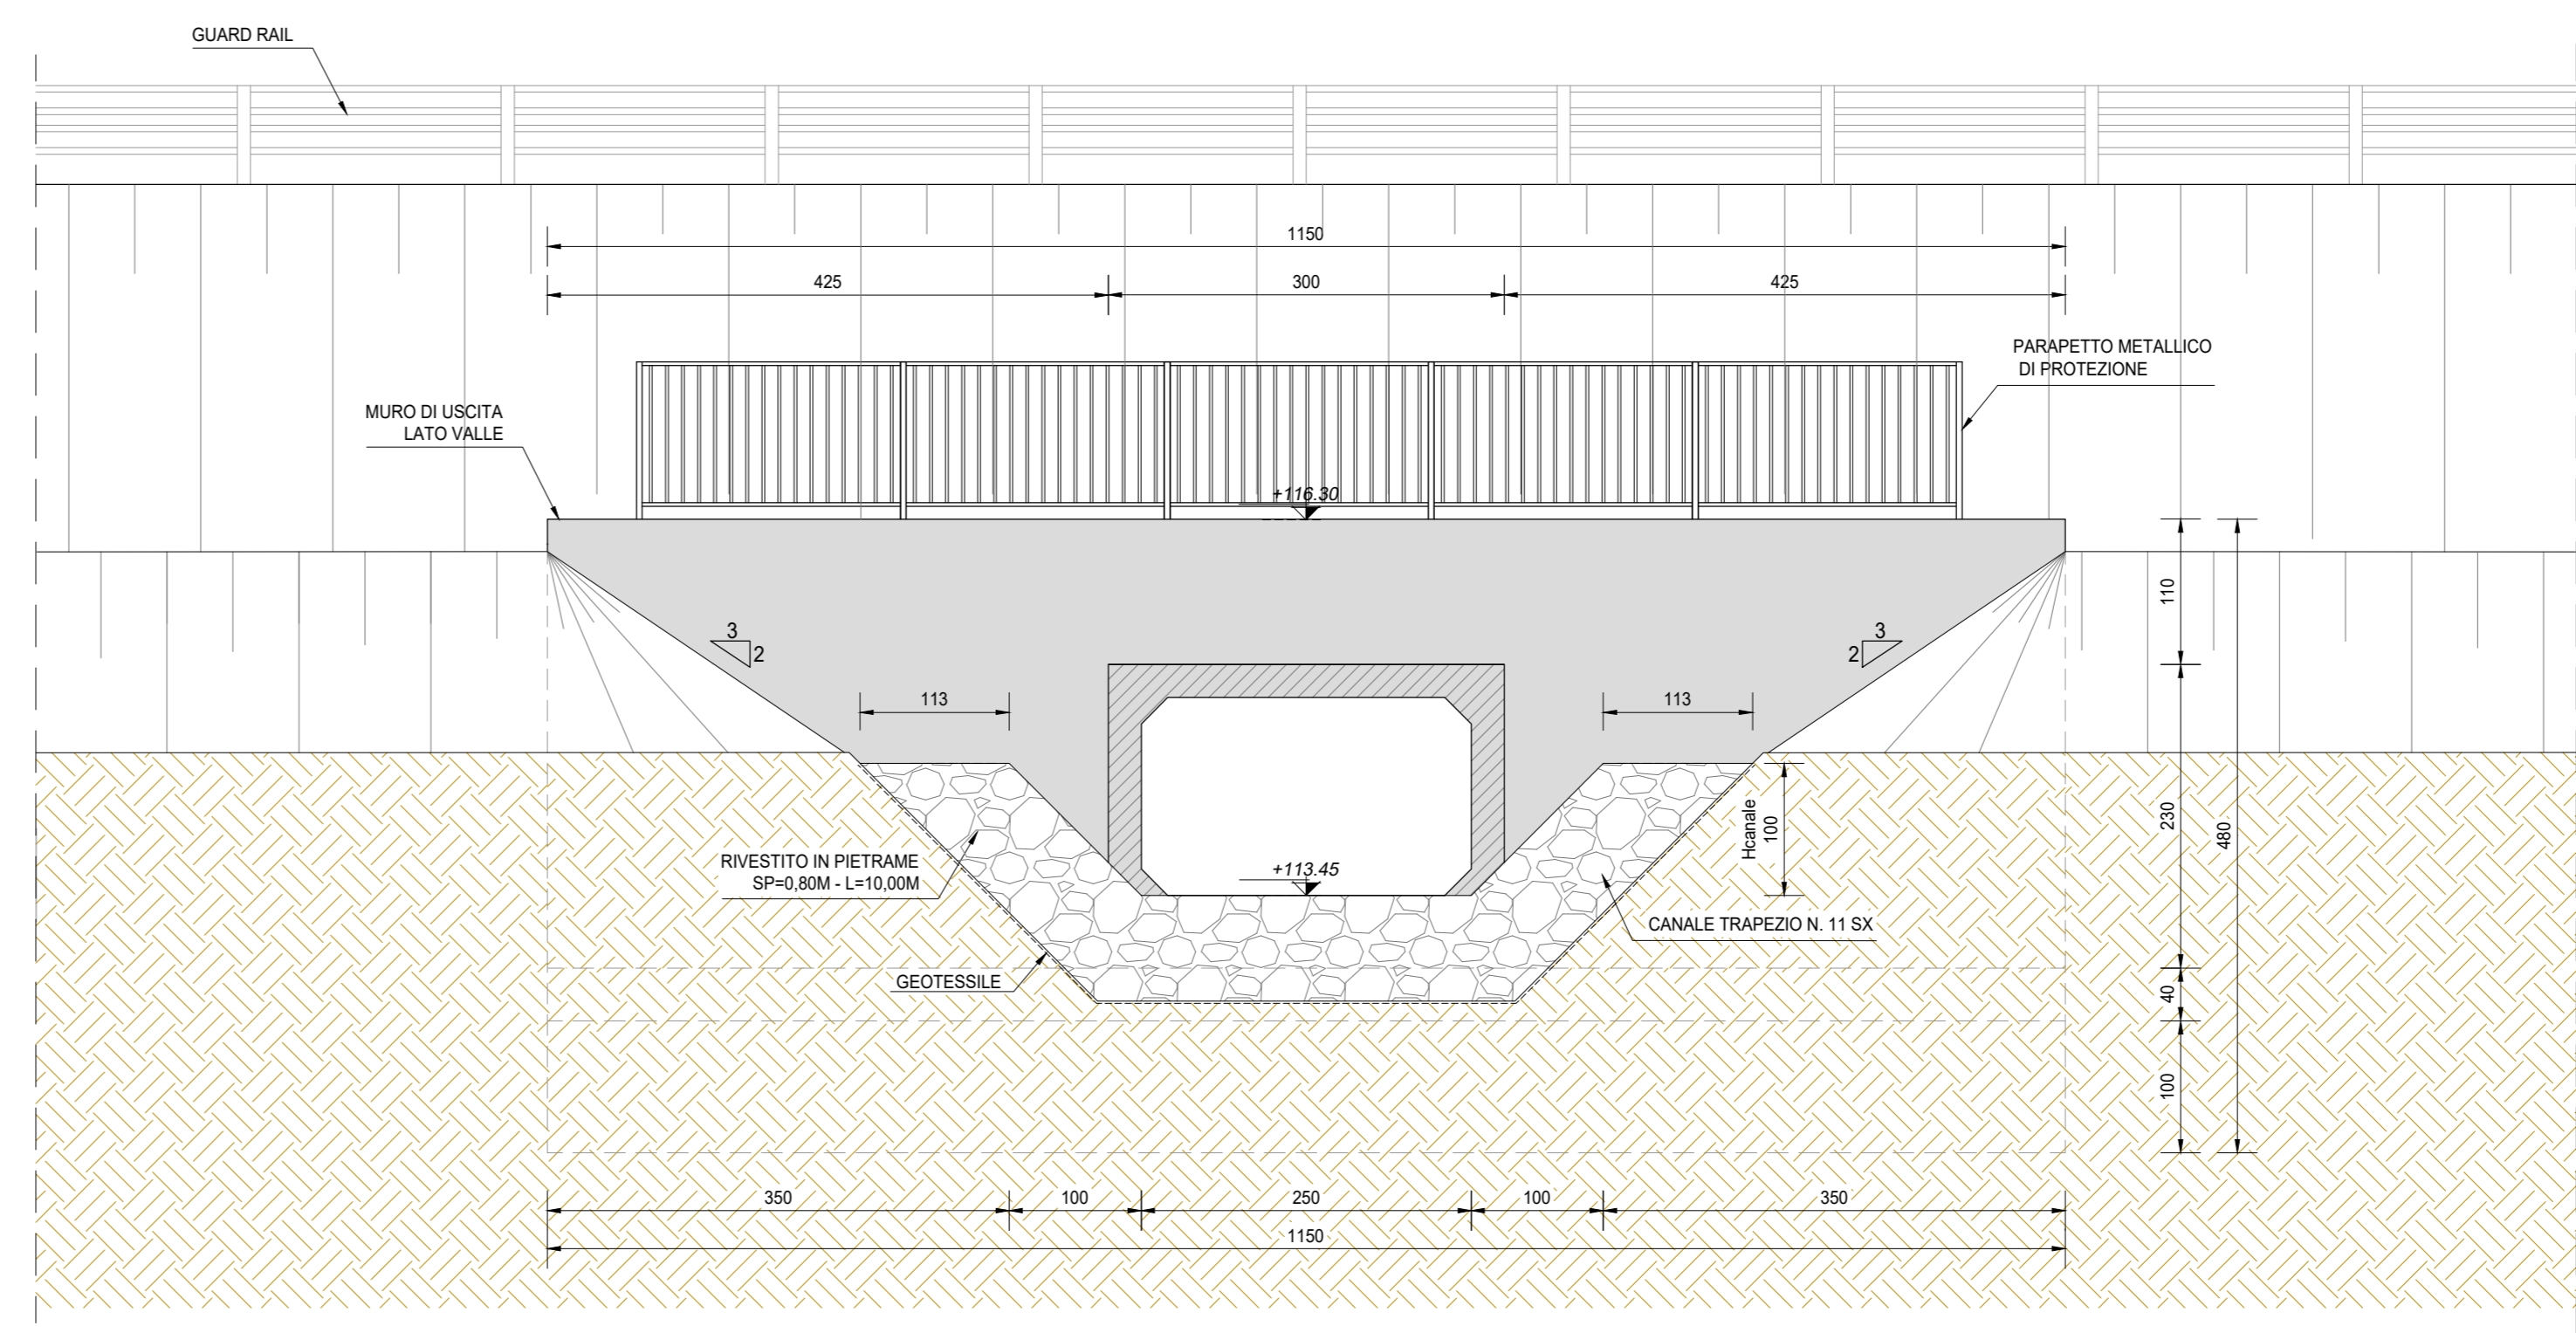 GUARD RAIL
1150
425
300
425
PARAPETTO METALLICO
DI PROTEZIONE
MURO DI USCITA
LATO VALLE
+116.30
110
3
2
3
2
113
113
Hcanale
100
230
480
RIVESTITO IN PIETRAME
SP=0,80M - L=10,00M
+113.45
CANALE TRAPEZIO N. 11 SX
GEOTESSILE
40
100
350
100
250
100
350
1150